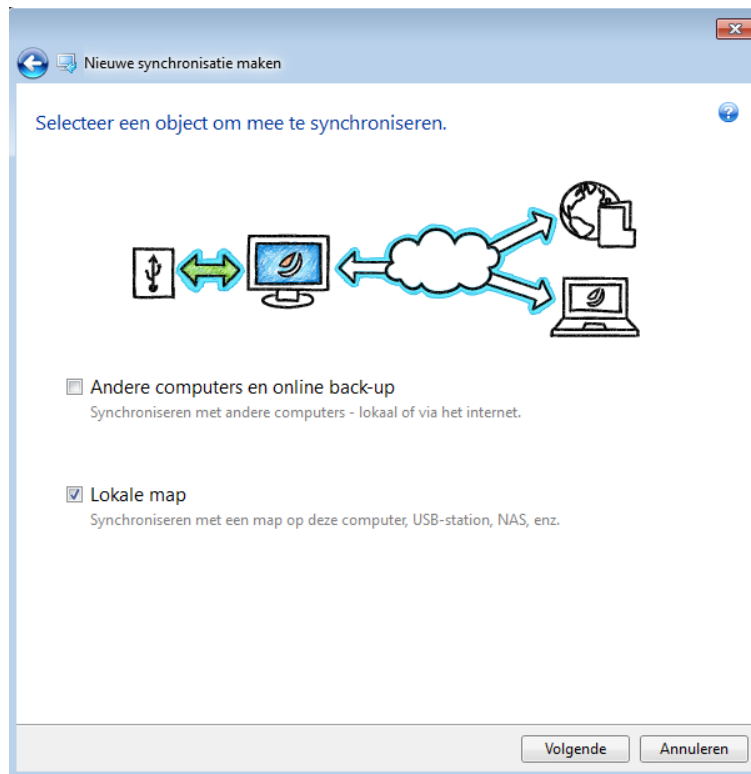 Nieuwe synchronisatie maken
Selecteer een object om mee te synchroniseren.
Andere computers en online back-up
Synchroniseren met andere computers - lokaal of via het internet.
Lokale map
Synchroniseren met een map op deze computer, USB-station, NAS, enz.
Volgende
Annuleren